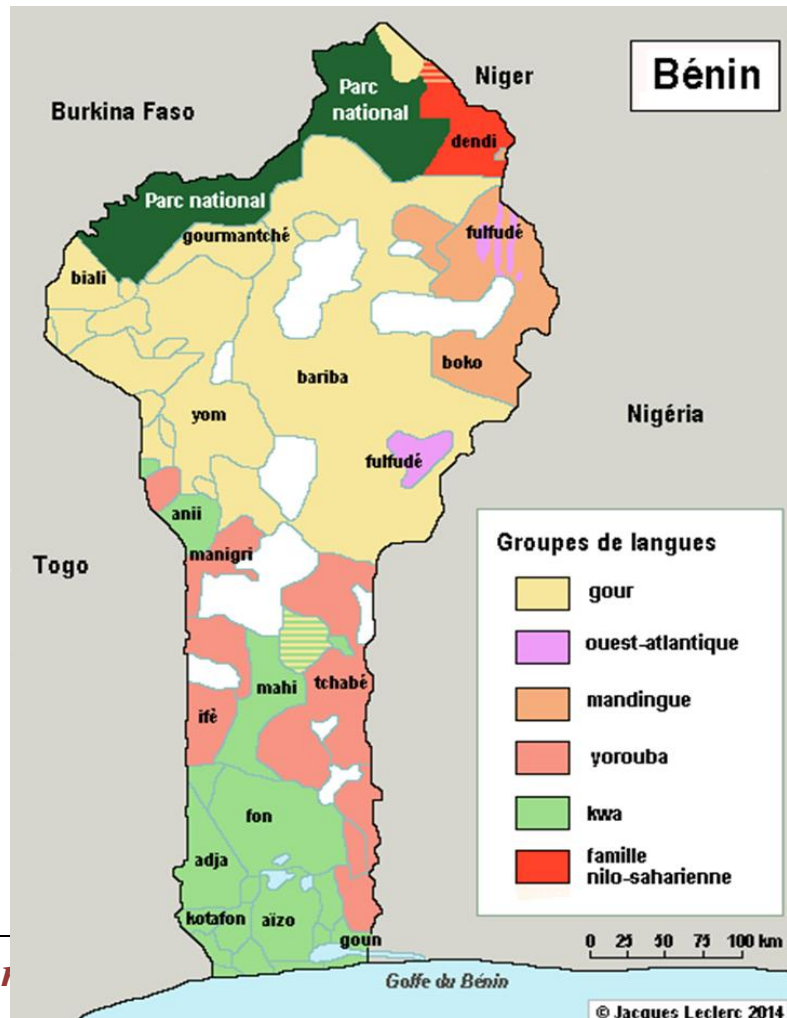 Bénin
Niger
Burkina Faso
Parc
national
dendi
Parc national
gourmantché
fulfudé
biali
boko
bariba
yom
Nigéria
fulfudé
anii
manigri
Togo
mahi
tchabé
ifè
fon
adja
kotafon
aïzo
goun
Groupes de langues
gour
ouest-atlantique
mandingue
yorouba
kwa
famille
nilo-saharienne
0 25 50 75 100 km
Golfe du Bénin
© Jacques Leclerc 2014